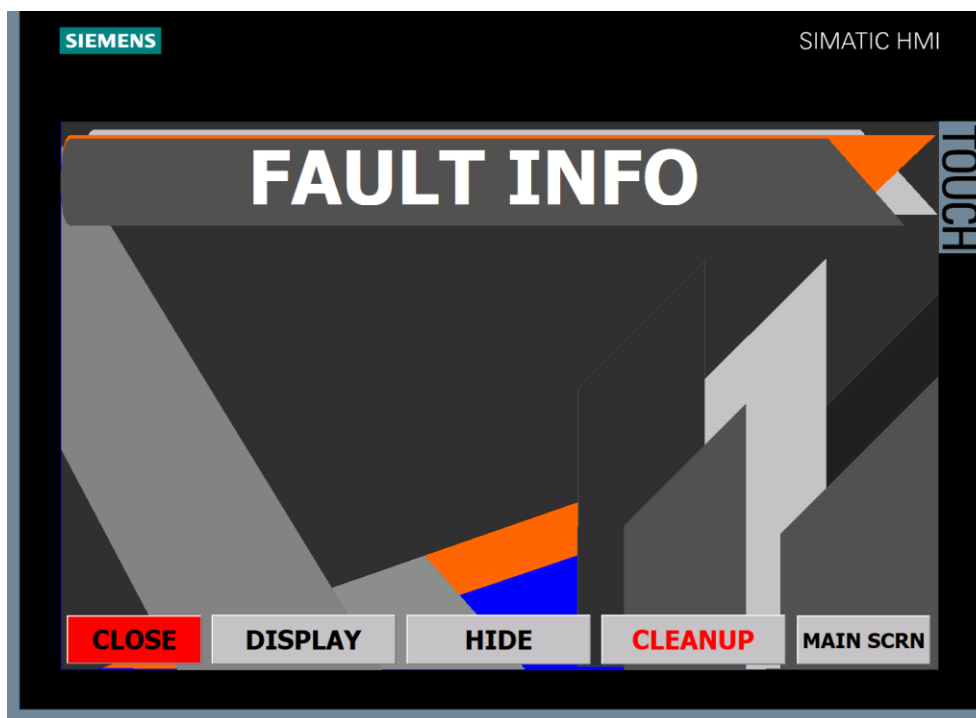 SIEMENS
SIMATIC HMI
TOUCH
FAULT INFO
CLOSE
DISPLAY
HIDE
CLEANUP
MAIN SCRN